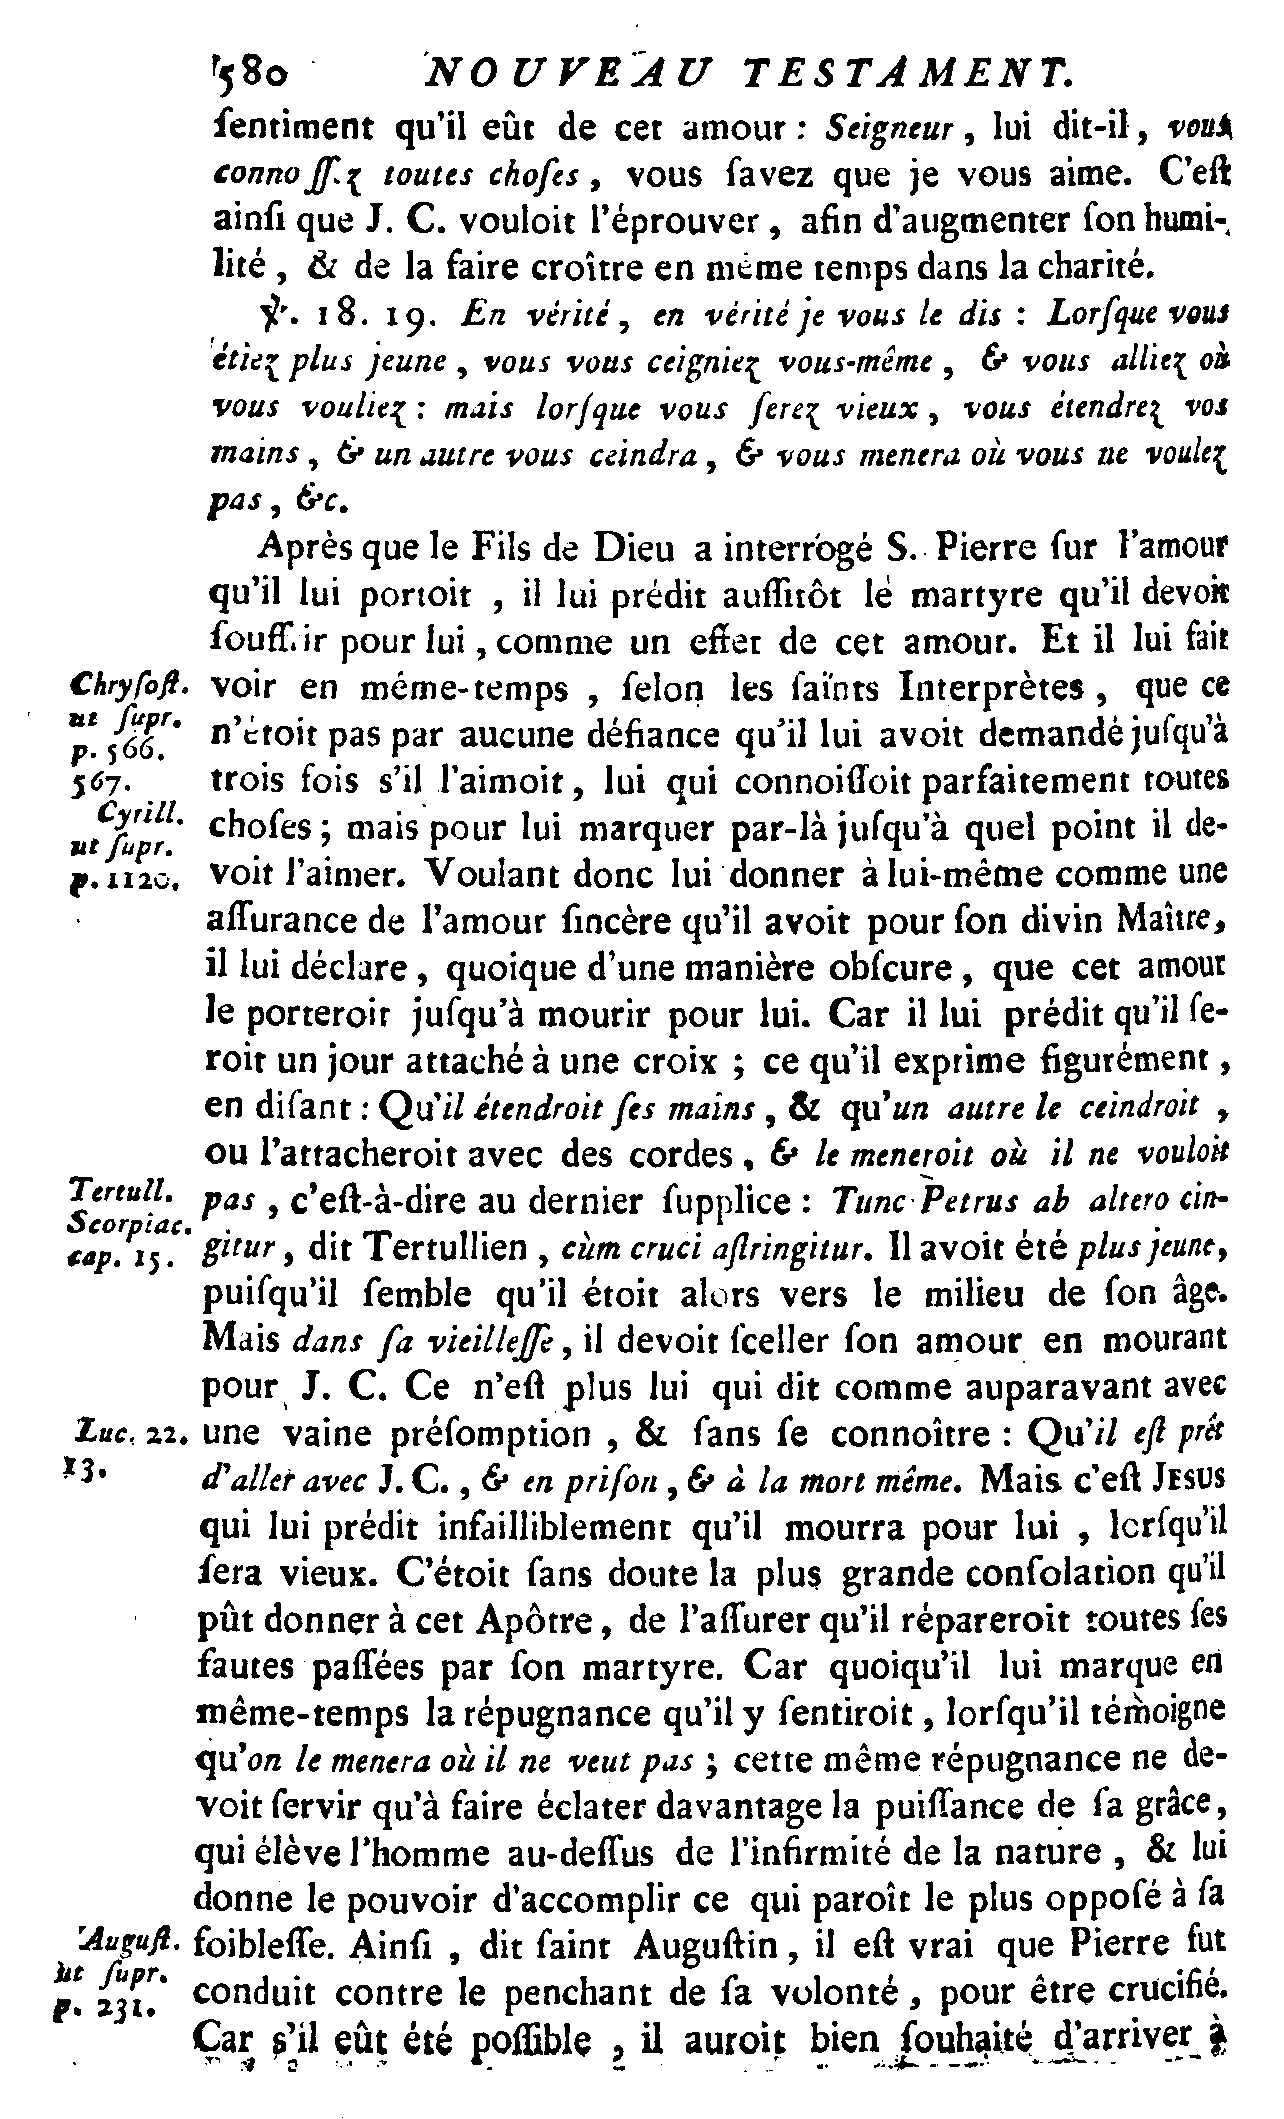 580 NOUVEAU TESTAMENT.
ſentiment qu'il eût de cet amour : Seigneur, lui dit-il, vous
connoſſ.z toutes choſes, vous ſavez que je vous aime. C'eſt
ainſi que J. C. vouloit l'éprouver, afin d'augmenter ſon humi-
lité, & de la faire croître en même temps dans la charité.
℣. 18. 19. En vérité, en vérité je vous le dis : Lorſque vous
étiez plus jeune, vous vous ceigniez vous-même, & vous alliez où
vous vouliez : mais lorſque vous ſerez vieux, vous étendrez vos
mains, & un autre vous ceindra, & vous menera où vous ne voulez
pas, &c.
Après que le Fils de Dieu a interrogé S. Pierre ſur l'amour
qu'il lui portoit, il lui prédit auſſitôt le martyre qu'il devoit
ſouff.ir pour lui, comme un effet de cet amour. Et il lui fait
Chryſoſt. voir en même-temps, ſelon les ſaints Interprètes, que ce
ut ſupr. p. 566. n'étoit pas par aucune défiance qu'il lui avoit demandé juſqu'à
567. trois fois s'il l'aimoit, lui qui connoiſſoit parfaitement toutes
Cyrill. choſes ; mais pour lui marquer par-là juſqu'à quel point il de-
ut ſupr. p. 1120. voit l'aimer. Voulant donc lui donner à lui-même comme une
aſſurance de l'amour ſincère qu'il avoit pour ſon divin Maître,
il lui déclare, quoique d'une manière obſcure, que cet amour
le porteroit juſqu'à mourir pour lui. Car il lui prédit qu'il ſe-
roit un jour attaché à une croix ; ce qu'il exprime figurément,
en diſant : Qu'il étendroit ſes mains, & qu'un autre le ceindroit,
ou l'attacheroit avec des cordes, & le meneroit où il ne vouloit
Tertull. pas, c'eſt-à-dire au dernier ſupplice : Tunc Petrus ab altero cin-
Scorpiac. cap. 15. gitur, dit Tertullien, cùm cruci aſtringitur. Il avoit été plus jeune,
puiſqu'il ſemble qu'il étoit alors vers le milieu de ſon âge.
Mais dans ſa vieilleſſe, il devoit ſceller ſon amour en mourant
pour J. C. Ce n'eſt plus lui qui dit comme auparavant avec
Luc. 22. une vaine préſomption, & ſans ſe connoître : Qu'il eſt prêt
13. d'aller avec J. C., & en priſon, & à la mort même. Mais c'eſt JESUS
qui lui prédit infailliblement qu'il mourra pour lui, lorſqu'il
ſera vieux. C'étoit ſans doute la plus grande conſolation qu'il
pût donner à cet Apôtre, de l'aſſurer qu'il répareroit toutes ſes
fautes paſſées par ſon martyre. Car quoiqu'il lui marque en
même-temps la répugnance qu'il y ſentiroit, lorſqu'il témoigne
qu'on le menera où il ne veut pas ; cette même répugnance ne de-
voit ſervir qu'à faire éclater davantage la puiſſance de ſa grâce,
qui élève l'homme au-deſſus de l'infirmité de la nature, & lui
donne le pouvoir d'accomplir ce qui paroît le plus oppoſé à ſa
Auguſt. foibleſſe. Ainſi, dit ſaint Auguſtin, il eſt vrai que Pierre fut
ut ſupr. p. 231. conduit contre le penchant de ſa volonté, pour être crucifié.
Car s'il eût été poſſible, il auroit bien ſouhaité d'arriver à